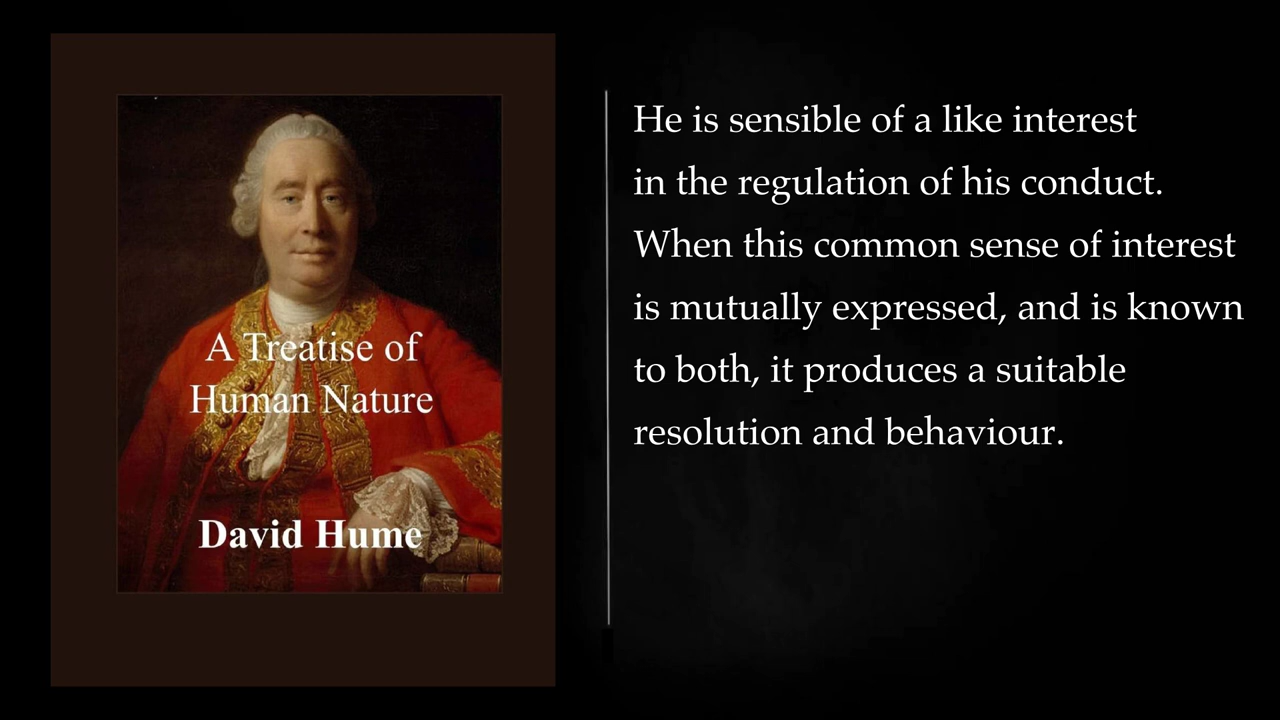 A Treatise of
Human Nature
David Hume
He is sensible of a like interest
in the regulation of his conduct.
When this common sense of interest
is mutually expressed, and is known
to both, it produces a suitable
resolution and behaviour.